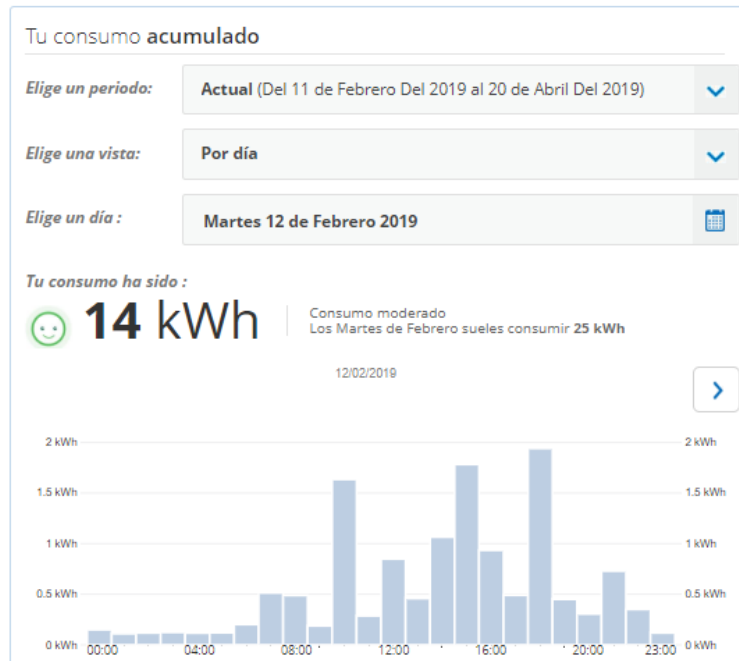 Tu consumo acumulado
Elige un periodo:
Actual (Del 11 de Febrero Del 2019 al 20 de Abril Del 2019)
Elige una vista:
Por día
Elige un día :
Martes 12 de Febrero 2019
Tu consumo ha sido :
14 kWh
Consumo moderado
Los Martes de Febrero sueles consumir 25 kWh
12/02/2019
2 kWh 2 kWh
1.5 kWh 1.5 kWh
1 kWh 1 kWh
0.5 kWh 0.5 kWh
0 kWh 00:00 04:00 08:00 12:00 16:00 20:00 23:00 0 kWh